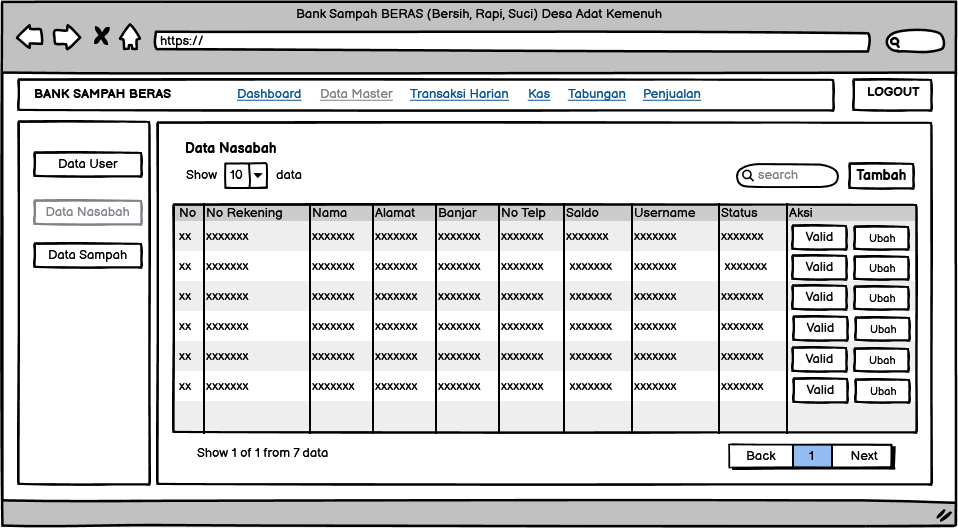 Bank Sampah BERAS (Bersih, Rapi, Suci) Desa Adat Kemenuh
https://
BANK SAMPAH BERAS Dashboard Data Master Transaksi Harian Kas Tabungan Penjualan LOGOUT
Data User
Data Nasabah
Data Sampah
Data Nasabah
Show 10 data search Tambah
No No Rekening Nama Alamat Banjar No Telp Saldo Username Status Aksi
xx xxxxxxx xxxxxxx xxxxxxx xxxxxxx xxxxxxx xxxxxxx xxxxxxx xxxxxxx Valid Ubah
xx xxxxxxx xxxxxxx xxxxxxx xxxxxxx xxxxxxx xxxxxxx xxxxxxx xxxxxxx Valid Ubah
xx xxxxxxx xxxxxxx xxxxxxx xxxxxxx xxxxxxx xxxxxxx xxxxxxx xxxxxxx Valid Ubah
xx xxxxxxx xxxxxxx xxxxxxx xxxxxxx xxxxxxx xxxxxxx xxxxxxx xxxxxxx Valid Ubah
xx xxxxxxx xxxxxxx xxxxxxx xxxxxxx xxxxxxx xxxxxxx xxxxxxx xxxxxxx Valid Ubah
xx xxxxxxx xxxxxxx xxxxxxx xxxxxxx xxxxxxx xxxxxxx xxxxxxx xxxxxxx Valid Ubah
Show 1 of 1 from 7 data Back 1 Next